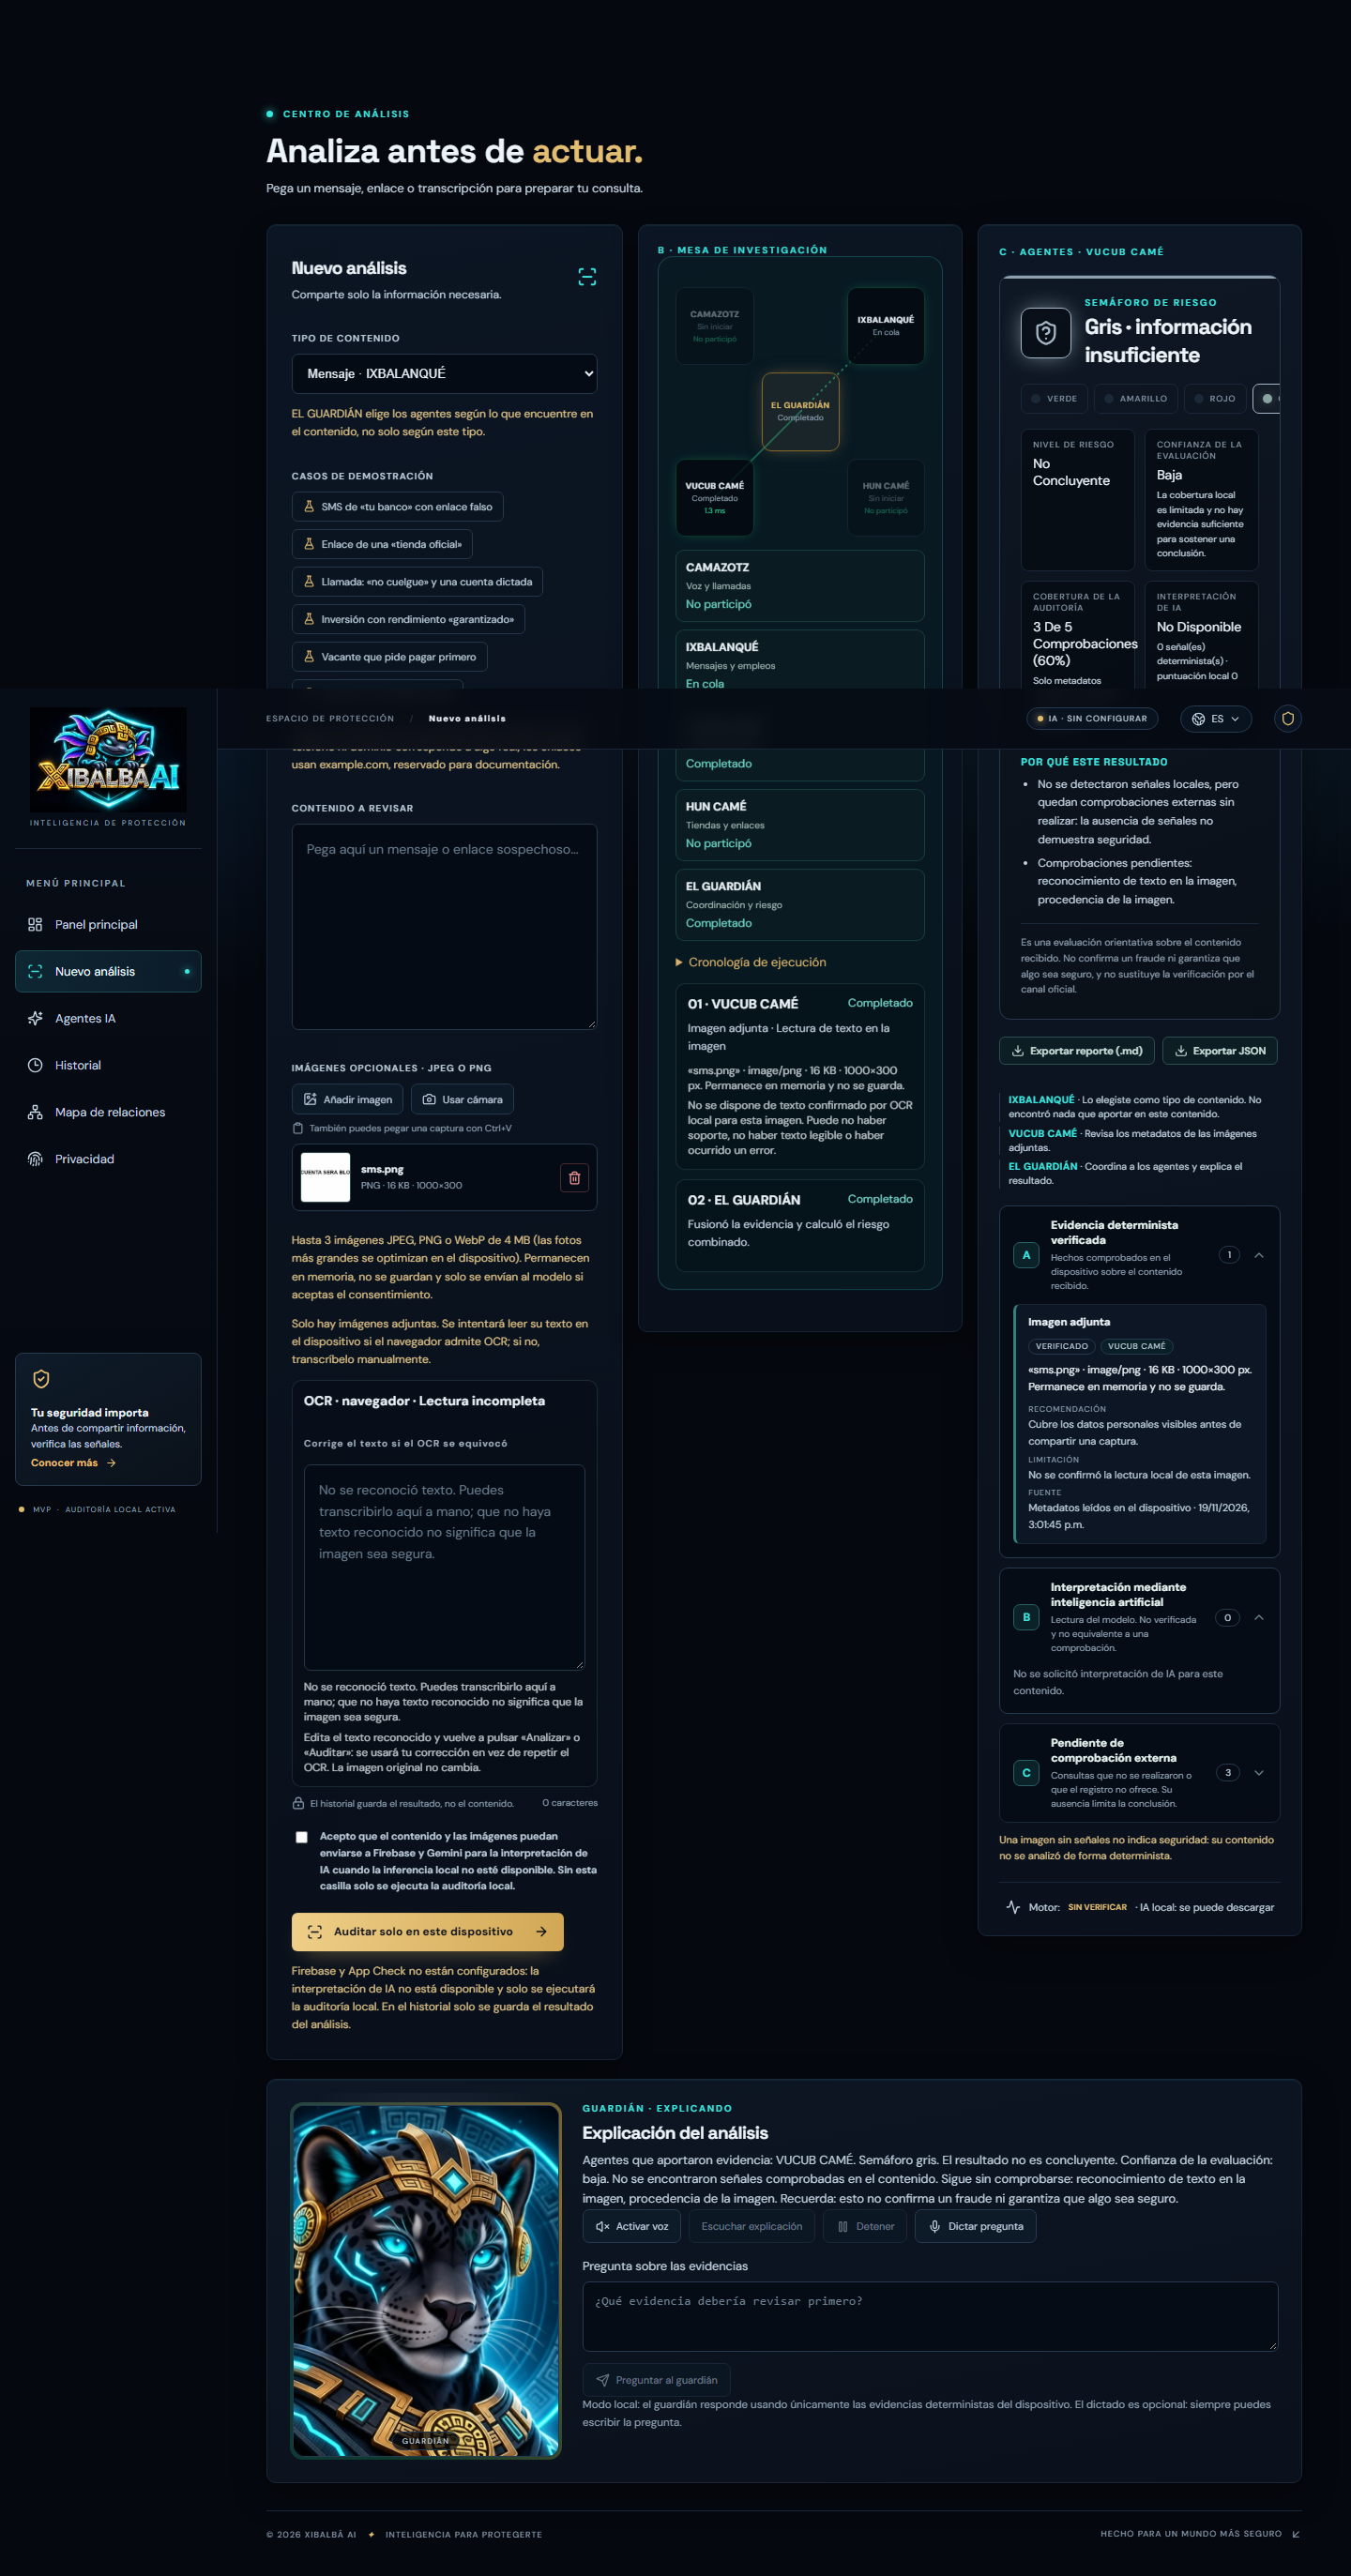 CENTRO DE ANÁLISIS
Analiza antes de actuar.
Pega un mensaje, enlace o transcripción para preparar tu consulta.
Nuevo análisis
Comparte solo la información necesaria.
TIPO DE CONTENIDO
Mensaje · IXBALANQUÉ
EL GUARDIÁN elige los agentes según lo que encuentre en
el contenido, no solo según este tipo.
CASOS DE DEMOSTRACIÓN
SMS de «tu banco» con enlace falso
Enlace de una «tienda oficial»
Llamada: «no cuelgue» y una cuenta dictada
Inversión con rendimiento «garantizado»
Vacante que pide pagar primero
usan example.com, reservado para documentación.
CONTENIDO A REVISAR
Pega aquí un mensaje o enlace sospechoso...
IMÁGENES OPCIONALES · JPEG O PNG
Añadir imagen
Usar cámara
También puedes pegar una captura con Ctrl+V
CUENTA SERA BLO
sms.png
PNG · 16 KB · 1000×300
Hasta 3 imágenes JPEG, PNG o WebP de 4 MB (las fotos
más grandes se optimizan en el dispositivo). Permanecen
en memoria, no se guardan y solo se envían al modelo si
aceptas el consentimiento.
Solo hay imágenes adjuntas. Se intentará leer su texto en
el dispositivo si el navegador admite OCR; si no,
transcríbelo manualmente.
OCR · navegador · Lectura incompleta
Corrige el texto si el OCR se equivocó
No se reconoció texto. Puedes
transcribirlo aquí a mano; que no haya
texto reconocido no significa que la
imagen sea segura.
No se reconoció texto. Puedes transcribirlo aquí a
mano; que no haya texto reconocido no significa que la
imagen sea segura.
Edita el texto reconocido y vuelve a pulsar «Analizar» o
«Auditar»: se usará tu corrección en vez de repetir el
OCR. La imagen original no cambia.
El historial guarda el resultado, no el contenido.
0 caracteres
Acepto que el contenido y las imágenes puedan
enviarse a Firebase y Gemini para la interpretación de
IA cuando la inferencia local no esté disponible. Sin esta
casilla solo se ejecuta la auditoría local.
Auditar solo en este dispositivo
Firebase y App Check no están configurados: la
interpretación de IA no está disponible y solo se ejecutará
la auditoría local. En el historial solo se guarda el resultado
del análisis.
B · MESA DE INVESTIGACIÓN
CAMAZOTZ
Sin iniciar
No participó
IXBALANQUÉ
En cola
EL GUARDIÁN
Completado
VUCUB CAMÉ
Completado
1.3 ms
HUN CAMÉ
Sin iniciar
No participó
CAMAZOTZ
Voz y llamadas
No participó
IXBALANQUÉ
Mensajes y empleos
En cola
Completado
HUN CAMÉ
Tiendas y enlaces
No participó
EL GUARDIÁN
Coordinación y riesgo
Completado
Cronología de ejecución
01 · VUCUB CAMÉ
Completado
Imagen adjunta · Lectura de texto en la
imagen
«sms.png» · image/png · 16 KB · 1000×300
px. Permanece en memoria y no se guarda.
No se dispone de texto confirmado por OCR
local para esta imagen. Puede no haber
soporte, no haber texto legible o haber
ocurrido un error.
02 · EL GUARDIÁN
Completado
Fusionó la evidencia y calculó el riesgo
combinado.
C · AGENTES · VUCUB CAMÉ
SEMÁFORO DE RIESGO
Gris · información
insuficiente
VERDE
AMARILLO
ROJO
NIVEL DE RIESGO
No
Concluyente
CONFIANZA DE LA
EVALUACIÓN
Baja
La cobertura local
es limitada y no hay
evidencia suficiente
para sostener una
conclusión.
COBERTURA DE LA
AUDITORÍA
3 De 5
Comprobaciones
(60%)
Solo metadatos
INTERPRETACIÓN
DE IA
No Disponible
0 señal(es)
determinista(s) ·
puntuación local 0
POR QUÉ ESTE RESULTADO
No se detectaron señales locales, pero
quedan comprobaciones externas sin
realizar: la ausencia de señales no
demuestra seguridad.
Comprobaciones pendientes:
reconocimiento de texto en la imagen,
procedencia de la imagen.
Es una evaluación orientativa sobre el contenido
recibido. No confirma un fraude ni garantiza que
algo sea seguro, y no sustituye la verificación por el
canal oficial.
Exportar reporte (.md)
Exportar JSON
IXBALANQUÉ · Lo elegiste como tipo de contenido. No
encontró nada que aportar en este contenido.
VUCUB CAMÉ · Revisa los metadatos de las imágenes
adjuntas.
EL GUARDIÁN · Coordina a los agentes y explica el
resultado.
A
Evidencia determinista
verificada
Hechos comprobados en el
dispositivo sobre el contenido
recibido.
1
Imagen adjunta
VERIFICADO
VUCUB CAMÉ
«sms.png» · image/png · 16 KB · 1000×300 px.
Permanece en memoria y no se guarda.
RECOMENDACIÓN
Cubre los datos personales visibles antes de
compartir una captura.
LIMITACIÓN
No se confirmó la lectura local de esta imagen.
FUENTE
Metadatos leídos en el dispositivo · 19/11/2026,
3:01:45 p.m.
B
Interpretación mediante
inteligencia artificial
Lectura del modelo. No verificada
y no equivalente a una
comprobación.
0
No se solicitó interpretación de IA para este
contenido.
C
Pendiente de
comprobación externa
Consultas que no se realizaron o
que el registro no ofrece. Su
ausencia limita la conclusión.
3
Una imagen sin señales no indica seguridad: su contenido
no se analizó de forma determinista.
Motor: SIN VERIFICAR · IA local: se puede descargar
ESPACIO DE PROTECCIÓN / Nuevo análisis
IA · SIN CONFIGURAR
ES
XIBALBÁ AI
INTELIGENCIA DE PROTECCIÓN
MENÚ PRINCIPAL
Panel principal
Nuevo análisis
Agentes IA
Historial
Mapa de relaciones
Privacidad
Tu seguridad importa
Antes de compartir información,
verifica las señales.
Conocer más
MVP · AUDITORÍA LOCAL ACTIVA
GUARDIÁN
GUARDIÁN · EXPLICANDO
Explicación del análisis
Agentes que aportaron evidencia: VUCUB CAMÉ. Semáforo gris. El resultado no es concluyente. Confianza de la evaluación:
baja. No se encontraron señales comprobadas en el contenido. Sigue sin comprobarse: reconocimiento de texto en la
imagen, procedencia de la imagen. Recuerda: esto no confirma un fraude ni garantiza que algo sea seguro.
Activar voz
Escuchar explicación
Detener
Dictar pregunta
Pregunta sobre las evidencias
¿Qué evidencia debería revisar primero?
Preguntar al guardián
Modo local: el guardián responde usando únicamente las evidencias deterministas del dispositivo. El dictado es opcional: siempre puedes
escribir la pregunta.
© 2026 XIBALBÁ AI
INTELIGENCIA PARA PROTEGERTE
HECHO PARA UN MUNDO MÁS SEGURO